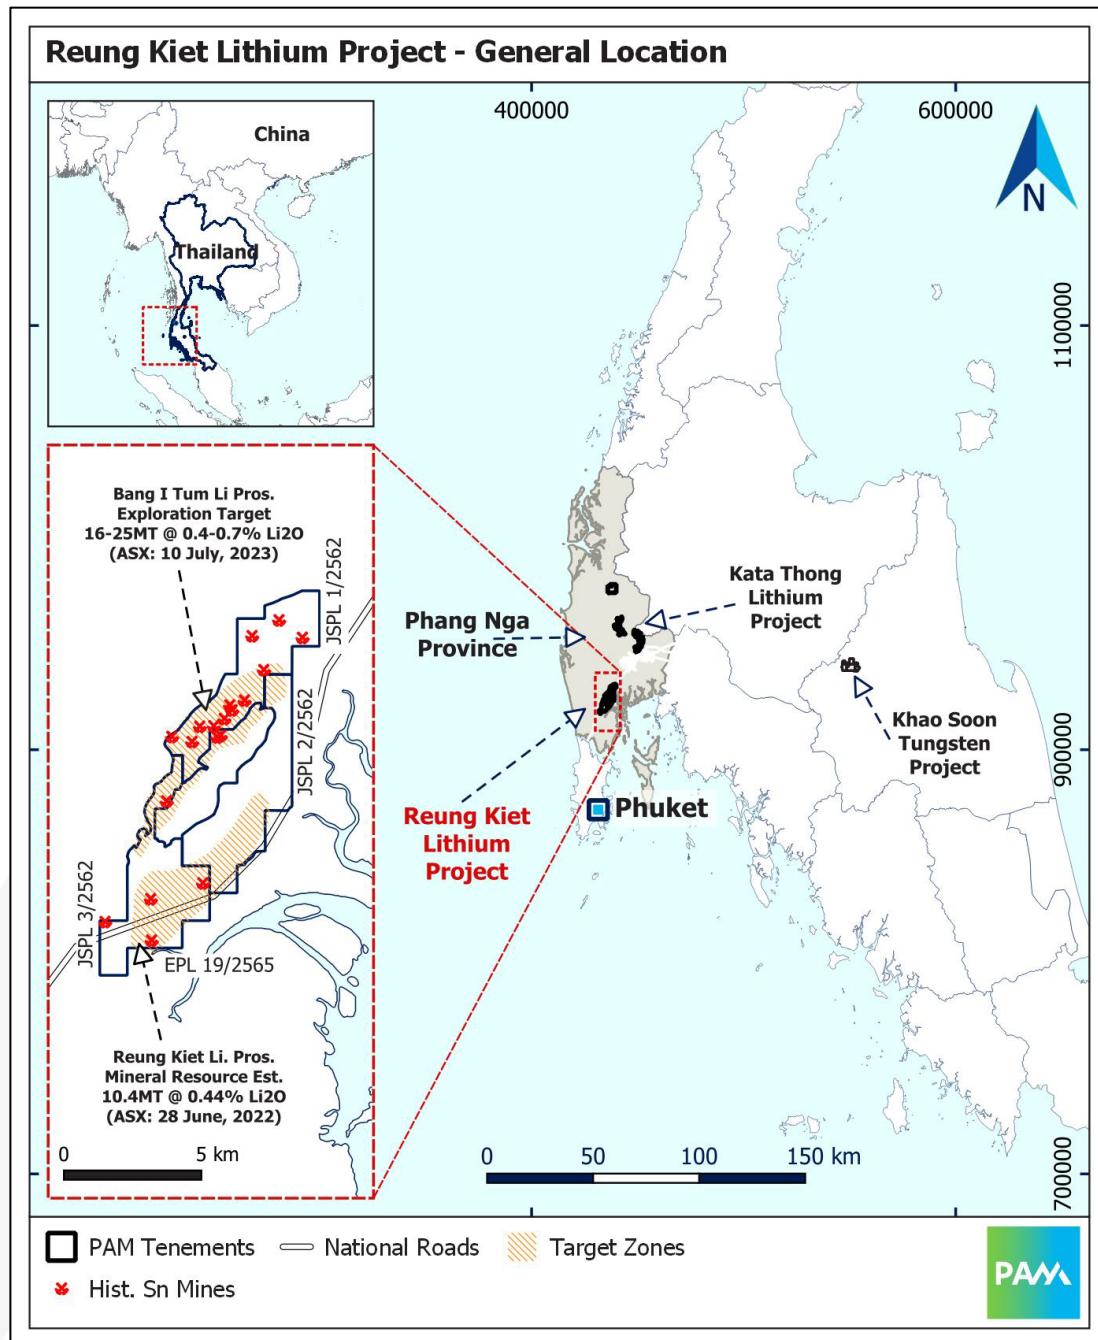 Reung Kiet Lithium Project - General Location
400000
600000
China
Thailand
N
1100000
Bang I Tum Li Pros.
Exploration Target
16-25MT @ 0.4-0.7% Li2O
(ASX: 10 July, 2023)
JSPL 1/2562
JSPL 2/2562
JSPL 3/2562
EPL 19/2565
Reung Kiet Li. Pros.
Mineral Resource Est.
10.4MT @ 0.44% Li2O
(ASX: 28 June, 2022)
0 5 km
Kata Thong
Lithium
Project
Phang Nga
Province
Khao Soon
Tungsten
Project
900000
Reung Kiet
Lithium
Project
Phuket
700000
0 50 100 150 km
PAM Tenements
National Roads
Target Zones
Hist. Sn Mines
PAM